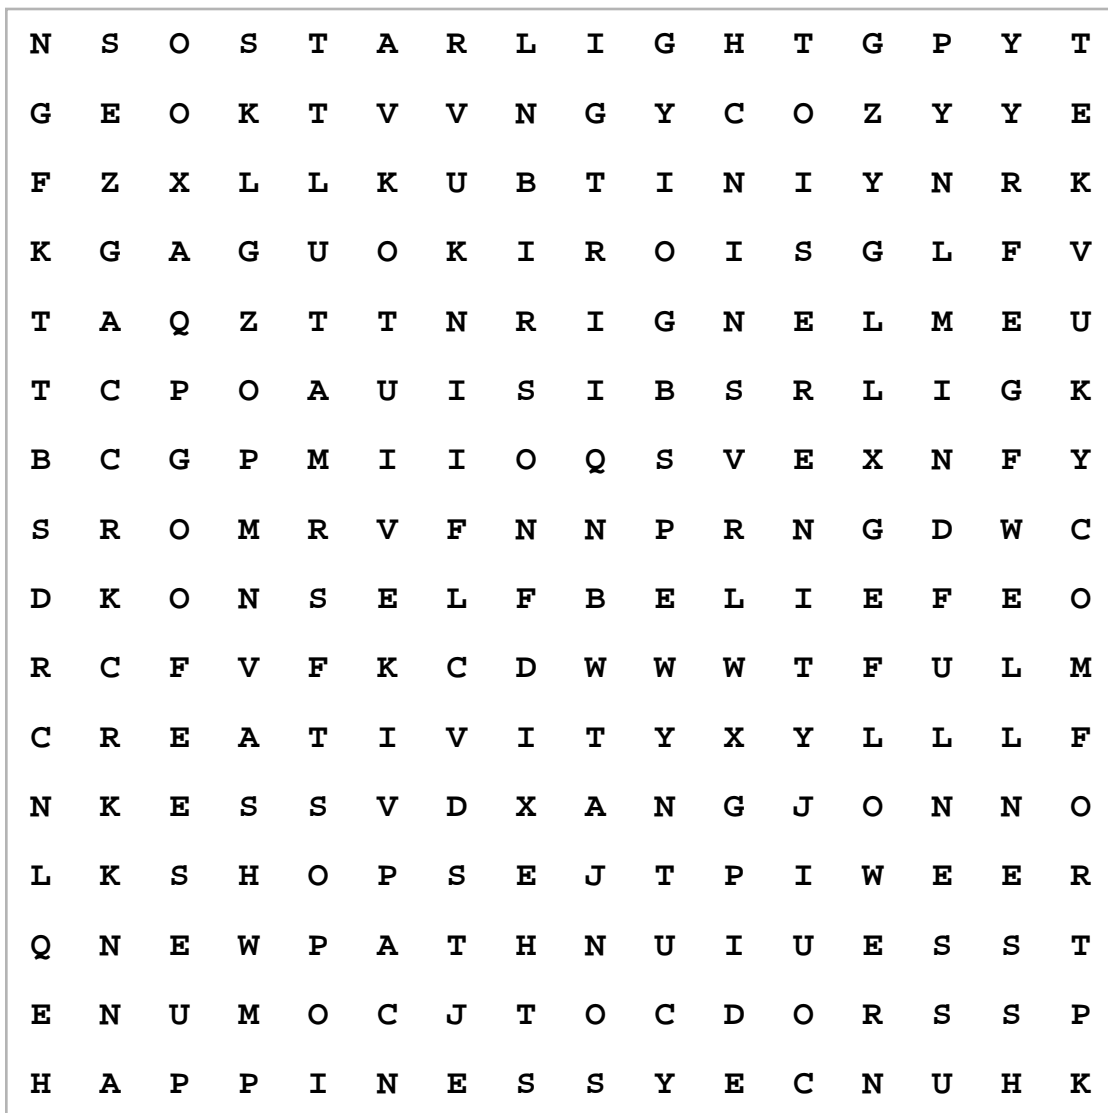 N S O S T A R L I G H T G P Y T
G E O K T V V N G Y C O Z Y Y E
F Z X L L K U B T I N I Y N R K
K G A G U O K I R O I S G L F V
T A Q Z T T N R I G N E L M E U
T C P O A U I S I B S R L I G K
B C G P M I I O Q S V E X N F Y
S R O M R V F N N P R N G D W C
D K O N S E L F B E L I E F E O
R C F V F K C D W W W T F U L M
C R E A T I V I T Y X Y L L L F
N K E S S V D X A N G J O N N O
L K S H O P S E J T P I W E E R
Q N E W P A T H N U I U E S S T
E N U M O C J T O C D O R S S P
H A P P I N E S S Y E C N U H K